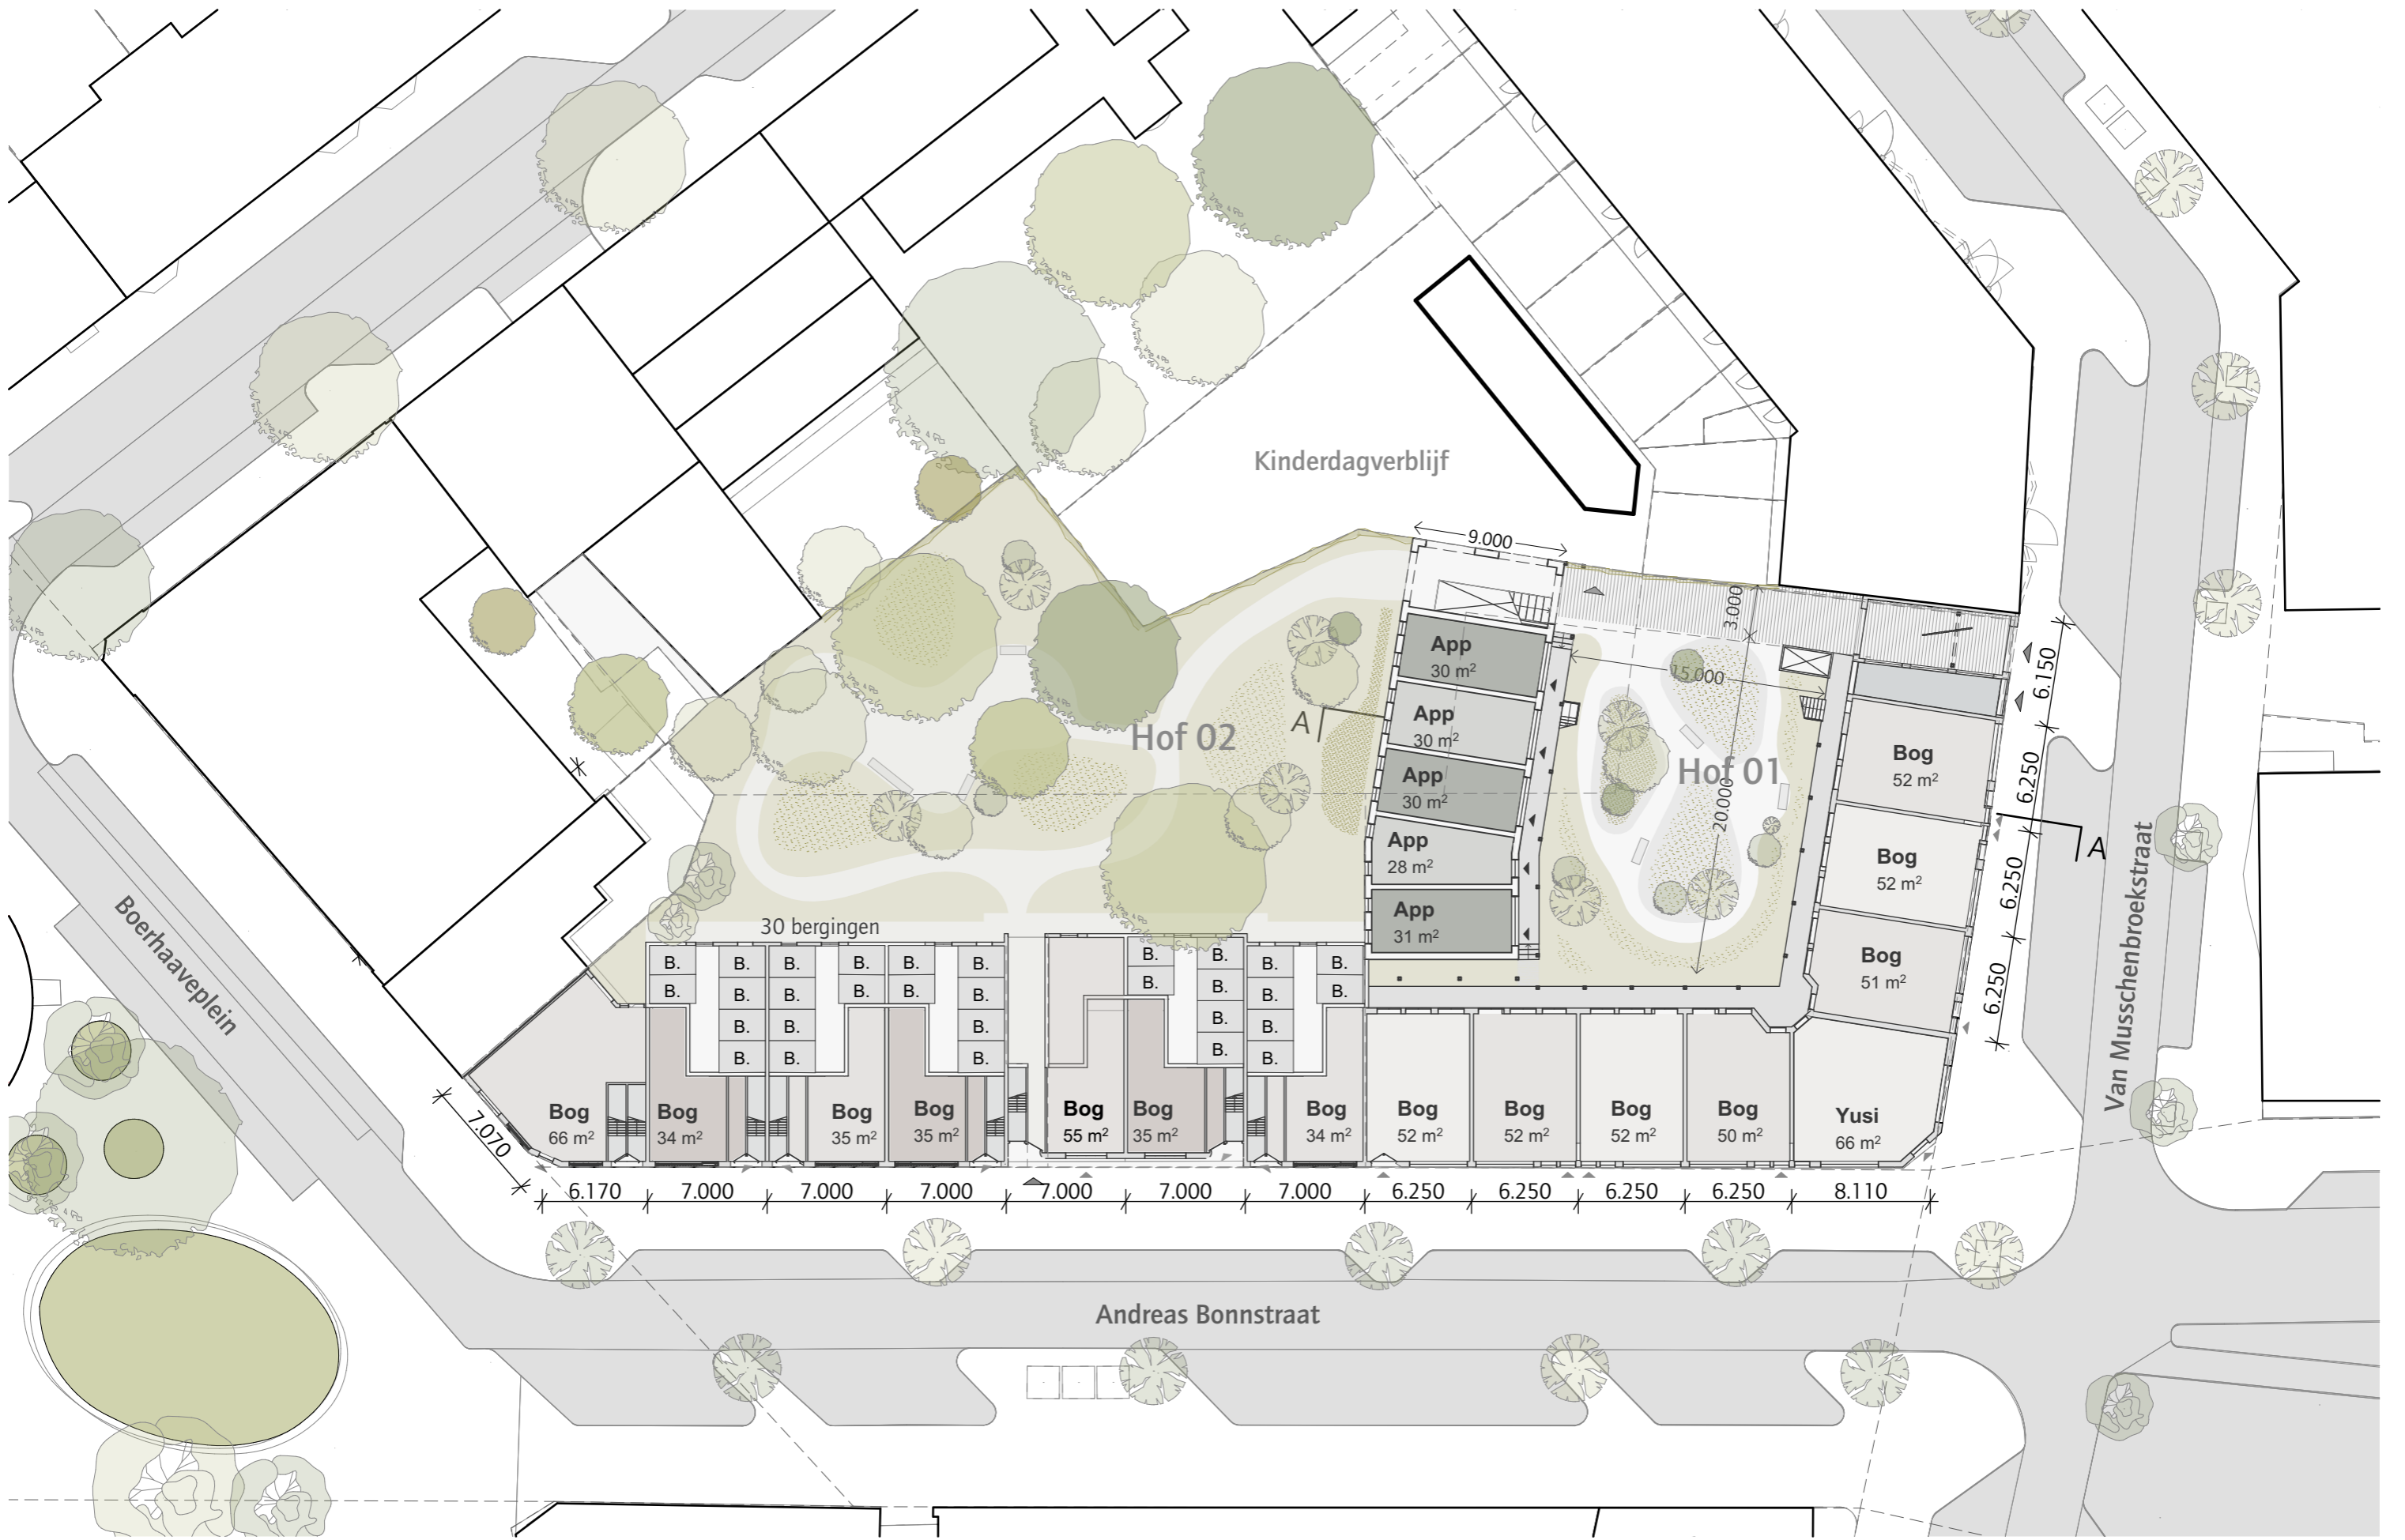 Kinderdagverblijf
9.000
3.000
App
30 m²
15.000
6.150
App
30 m²
A
Hof 02
Bog
52 m²
App
30 m²
Hof 01
6.250
20.000
App
28 m²
Bog
52 m²
A
6.250
Van Musschenbroekstraat
App
31 m²
30 bergingen
Bog
51 m²
6.250
Boerhaaveplein
B. B. B. B. B. B. B. B. B. B.
B. B. B. B. B. B. B. B. B. B.
B. B. B. B. B.
B. B. B. B. B.
Bog
66 m²
Bog
34 m²
Bog
35 m²
Bog
35 m²
Bog
55 m²
Bog
35 m²
Bog
34 m²
Bog
52 m²
Bog
52 m²
Bog
52 m²
Bog
50 m²
Yusi
66 m²
7.070
6.170 7.000 7.000 7.000 7.000 7.000 7.000 6.250 6.250 6.250 6.250 8.110
Andreas Bonnstraat